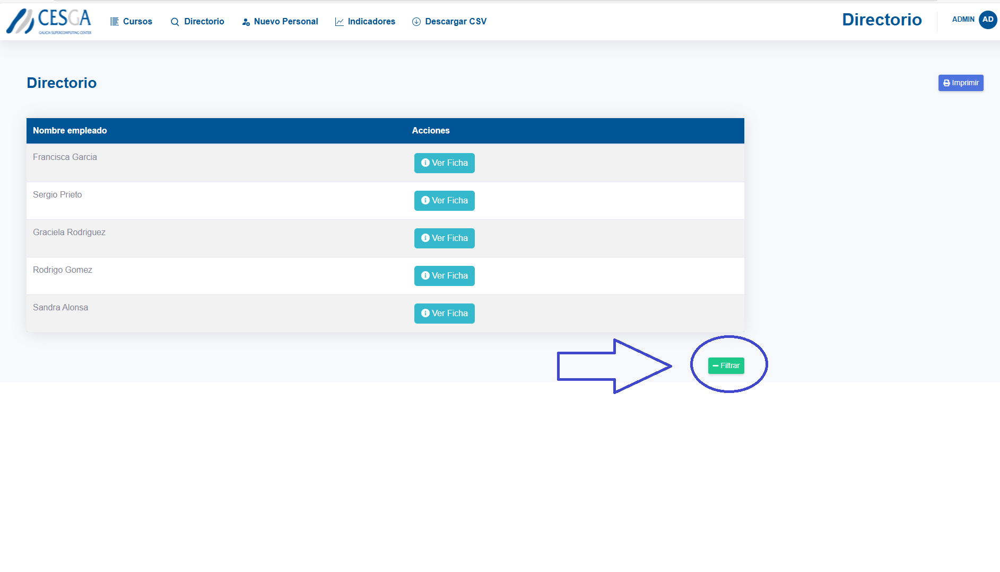 CESGA
GALICIA SUPERCOMPUTING CENTER
Cursos
Directorio
Nuevo Personal
Indicadores
Descargar CSV
Directorio
ADMIN
AD
Directorio
Imprimir
Nombre empleado Acciones
Francisca Garcia Ver Ficha
Sergio Prieto Ver Ficha
Graciela Rodriguez Ver Ficha
Rodrigo Gomez Ver Ficha
Sandra Alonsa Ver Ficha
Filtrar